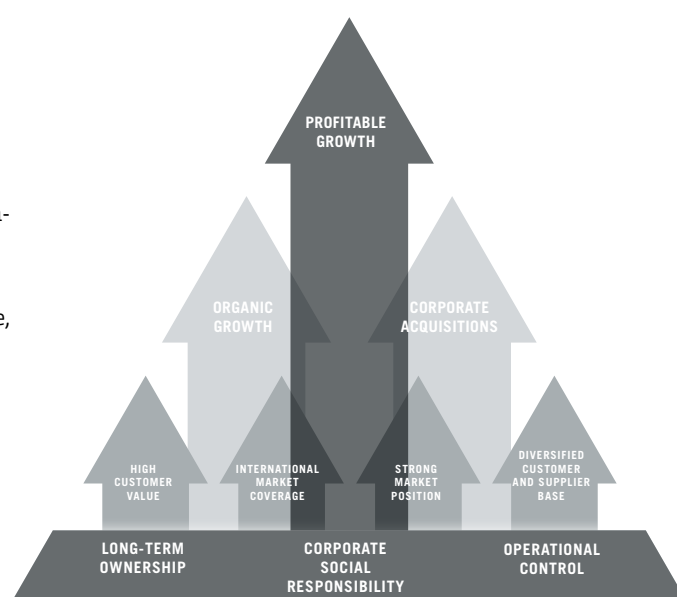 PROFITABLE
GROWTH
ORGANIC
GROWTH
CORPORATE
ACQUISITIONS
HIGH
CUSTOMER
VALUE
INTERNATIONAL
MARKET
COVERAGE
STRONG
MARKET
POSITION
DIVERSIFIED
CUSTOMER
AND SUPPLIER
BASE
LONG-TERM
OWNERSHIP
CORPORATE
SOCIAL
RESPONSIBILITY
OPERATIONAL
CONTROL